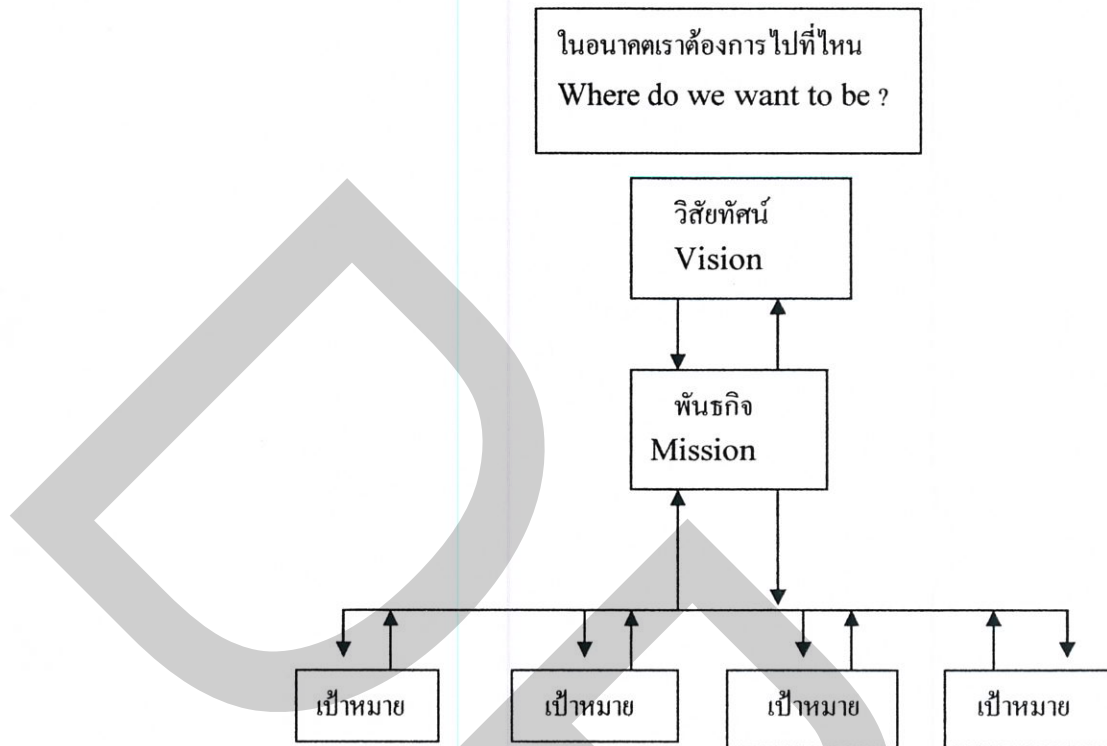 ในอนาคตเราต้องการไปที่ไหน
Where do we want to be ?
วิสัยทัศน์
Vision
พันธกิจ
Mission
เป้าหมาย
เป้าหมาย
เป้าหมาย
เป้าหมาย